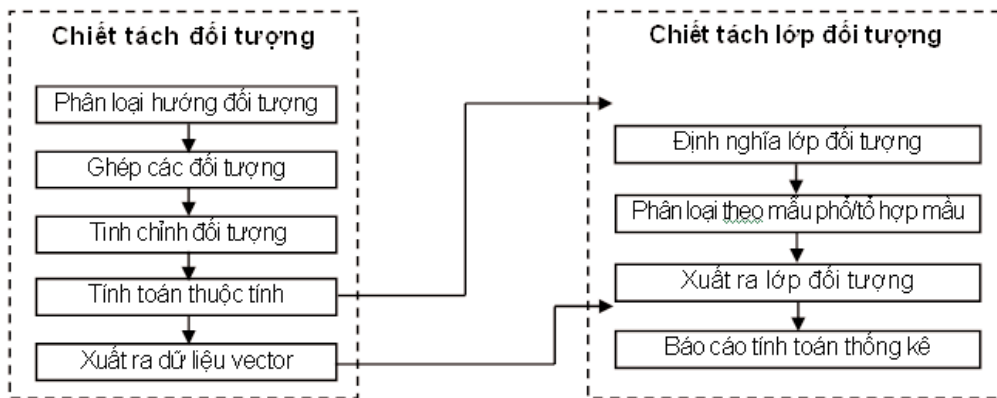 Chiết tách đối tượng
Phân loại hướng đối tượng
Ghép các đối tượng
Tinh chỉnh đối tượng
Tính toán thuộc tính
Xuất ra dữ liệu vector
Chiết tách lớp đối tượng
Định nghĩa lớp đối tượng
Phân loại theo mẫu phổ/tổ hợp mẫu
Xuất ra lớp đối tượng
Báo cáo tính toán thống kê